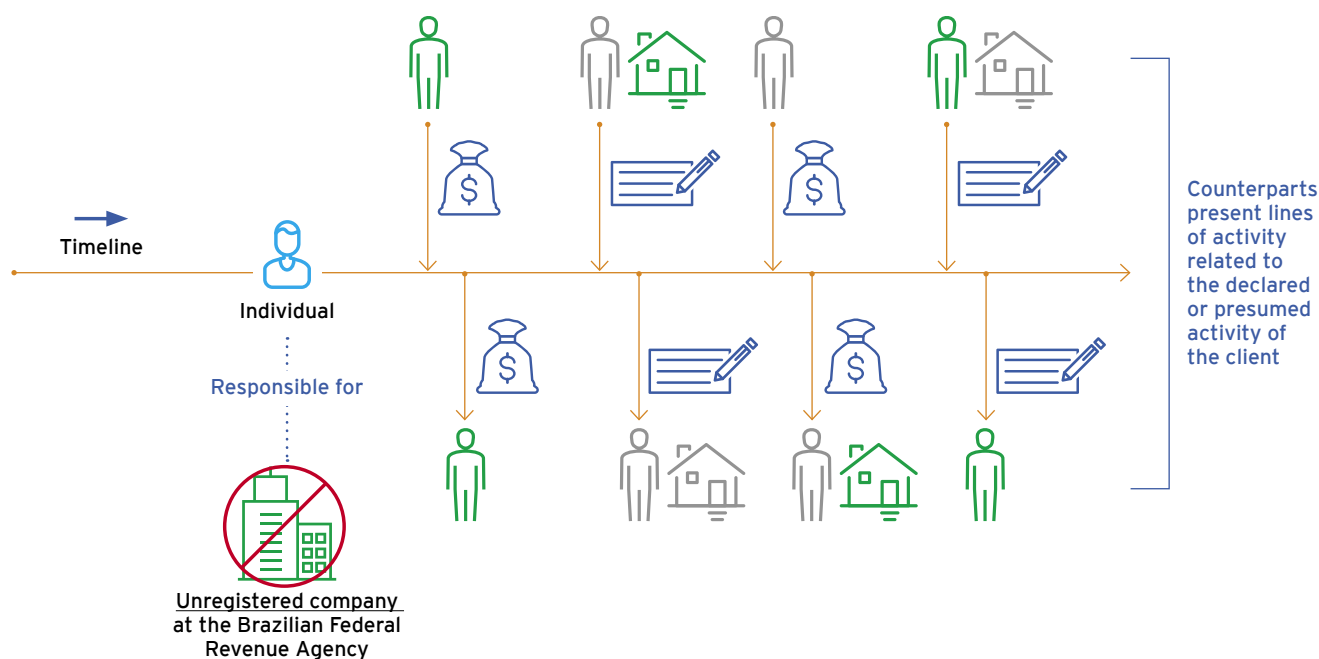 $
$
Timeline
Individual
Counterparts
present lines
of activity
related to
the declared
or presumed
activity of
the client
$
$
Responsible for
Unregistered company
at the Brazilian Federal
Revenue Agency